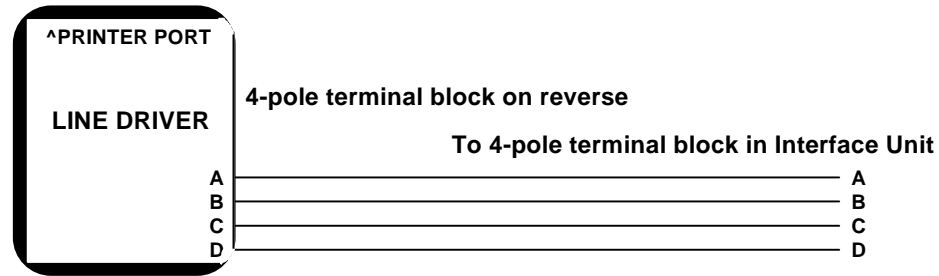 ^PRINTER PORT
4-pole terminal block on reverse
LINE DRIVER
To 4-pole terminal block in Interface Unit
A A
B B
C C
D D